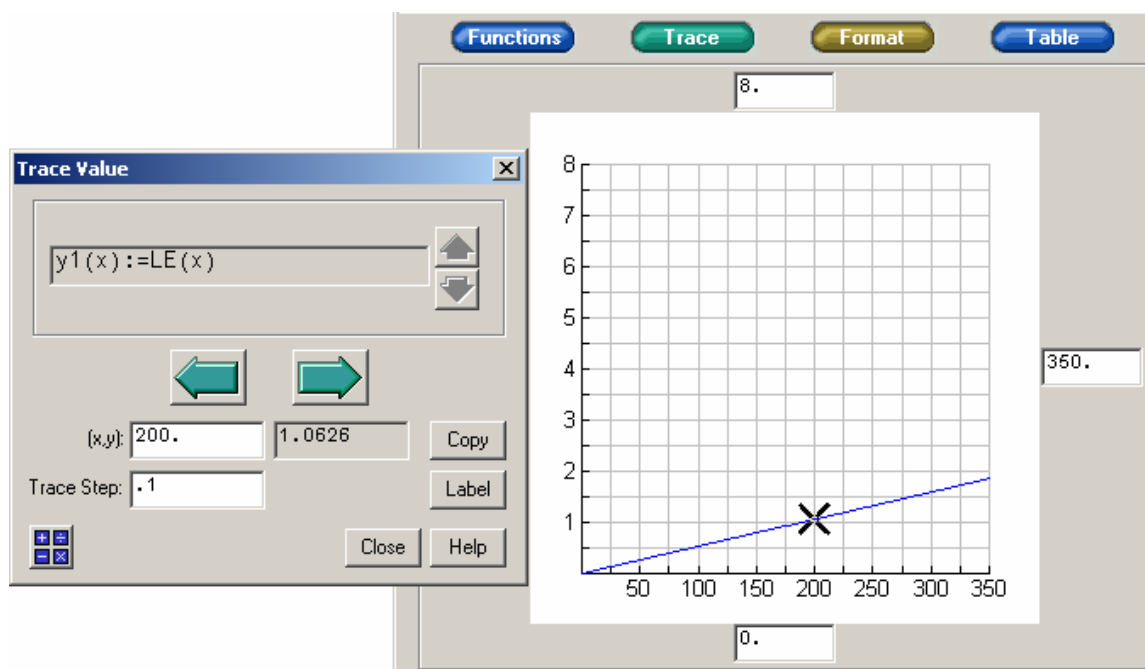 Functions Trace Format Table
8.
Trace Value
y1(x):=LE(x)
(x,y): 200. 1.0626 Copy
Trace Step: .1 Label
Close Help
8
7
6
5
4
3
2
1
50 100 150 200 250 300 350
350.
0.